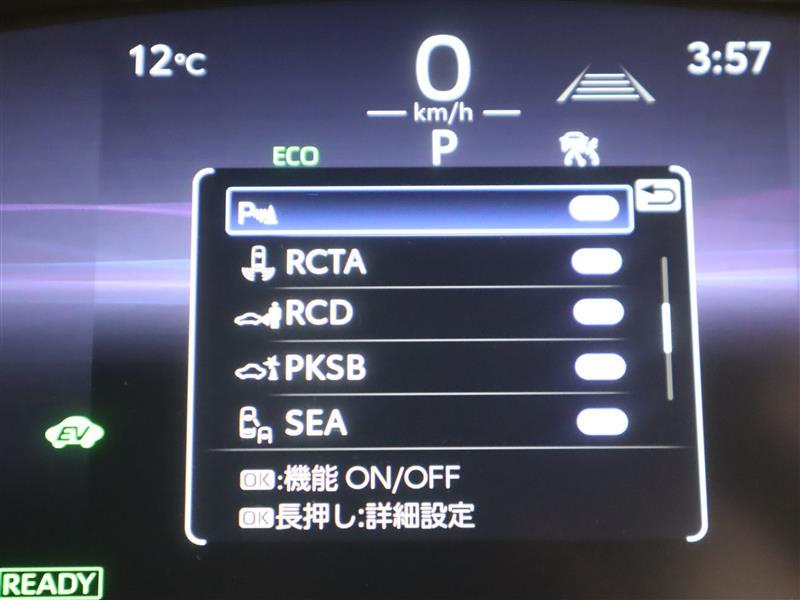 12℃
0
3:57
km/h
ECO
P
P
RCTA
RCD
PKSB
SEA
EV
OK:機能 ON/OFF
OK長押し:詳細設定
READY